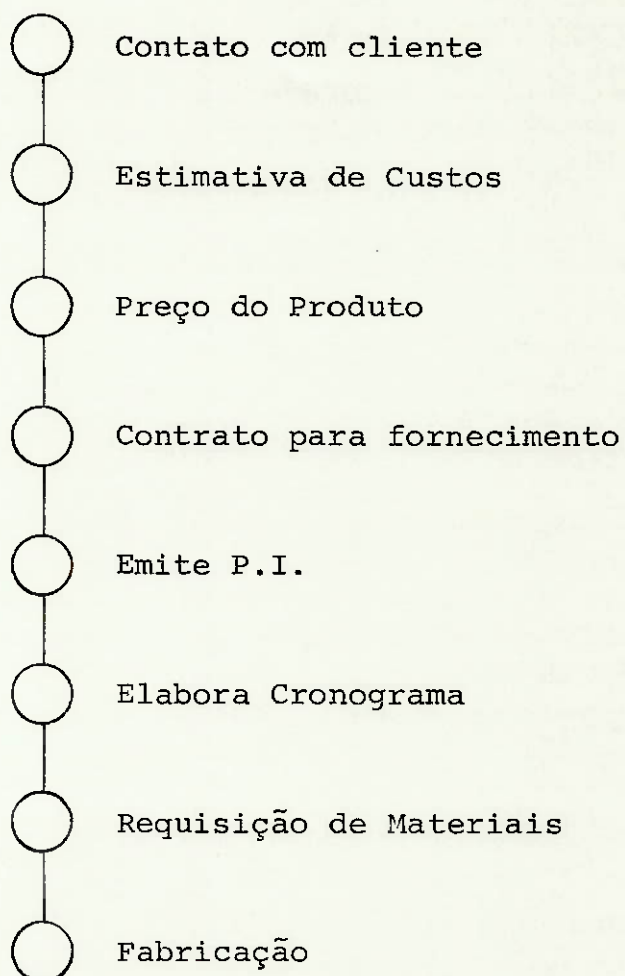 Contato com cliente
Estimativa de Custos
Preço do Produto
Contrato para fornecimento
Emite P.I.
Elabora Cronograma
Requisição de Materiais
Fabricação